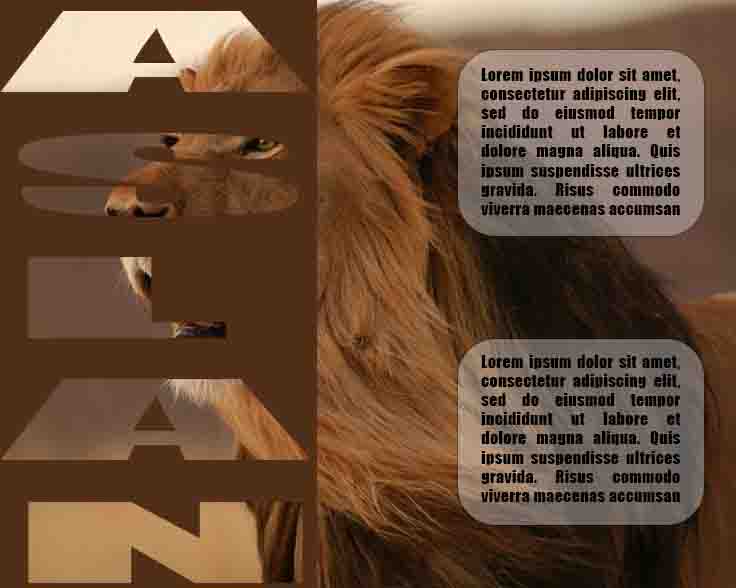 A
S
L
A
N
Lorem ipsum dolor sit amet,
consectetur adipiscing elit,
sed do eiusmod tempor
incididunt ut labore et
dolore magna aliqua. Quis
ipsum suspendisse ultrices
gravida. Risus commodo
viverra maecenas accumsan
Lorem ipsum dolor sit amet,
consectetur adipiscing elit,
sed do eiusmod tempor
incididunt ut labore et
dolore magna aliqua. Quis
ipsum suspendisse ultrices
gravida. Risus commodo
viverra maecenas accumsan